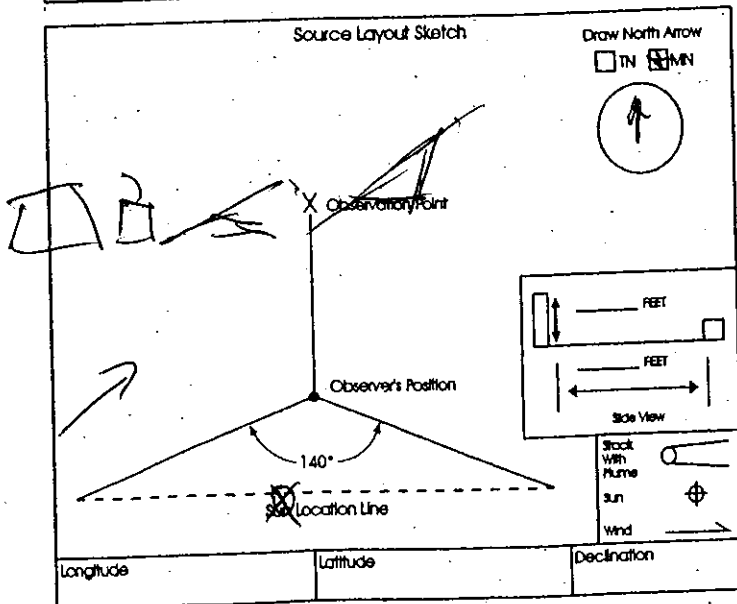 Source Layout Sketch
Draw North Arrow
TN MN
X Observation Point
FEET
FEET
Side View
Observer's Position
140°
Sun Location Line
Stack
With
Plume
Sun
Wind
Longitude
Latitude
Declination